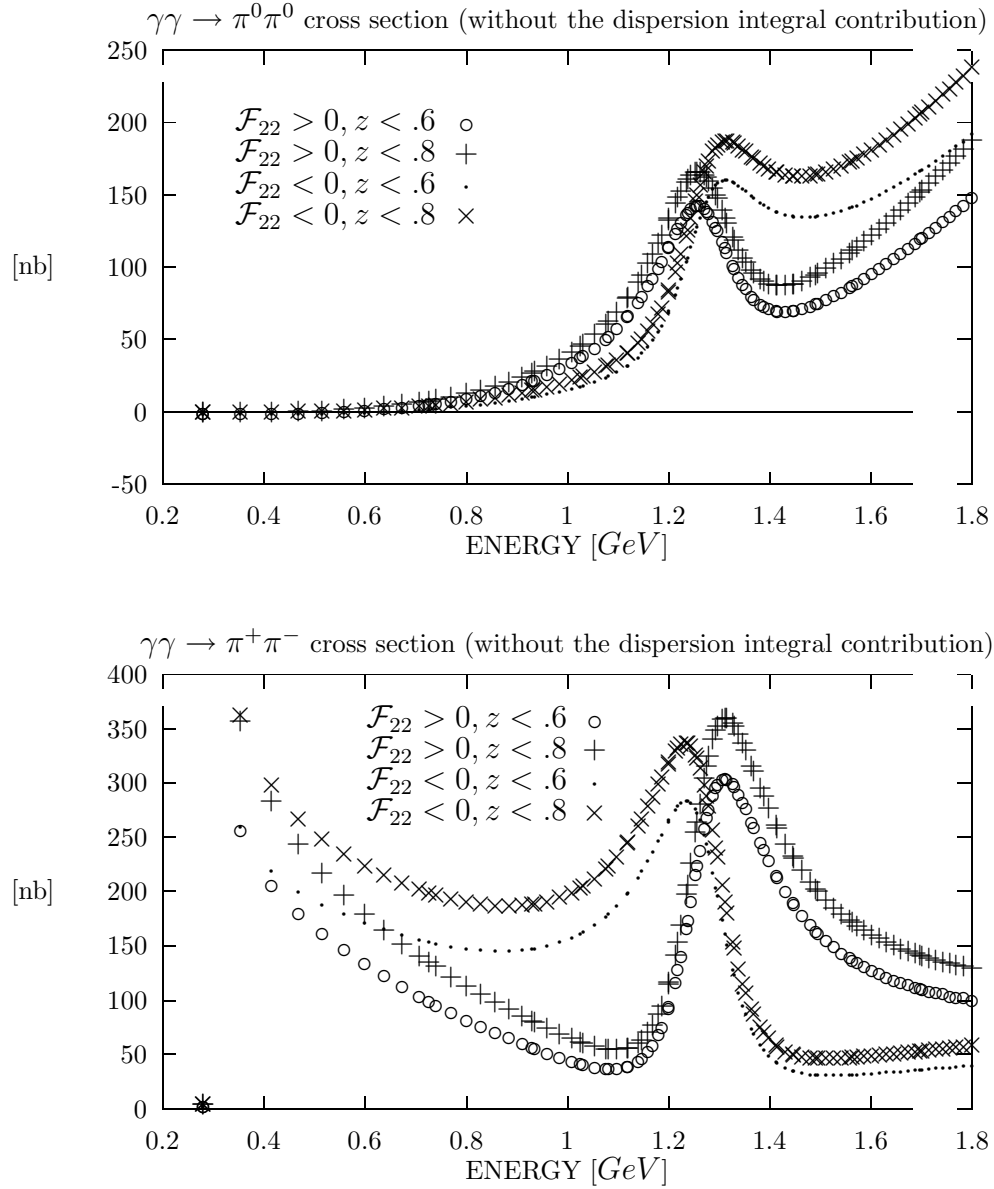 γγ → π⁰π⁰ cross section (without the dispersion integral contribution)
250
200
150
100
50
0
-50
[nb]
ℱ₂₂ > 0, z < .6
ℱ₂₂ > 0, z < .8
ℱ₂₂ < 0, z < .6
ℱ₂₂ < 0, z < .8
0.2 0.4 0.6 0.8 1 1.2 1.4 1.6 1.8
ENERGY [GeV]
γγ → π⁺π⁻ cross section (without the dispersion integral contribution)
400
350
300
250
200
150
100
50
0
[nb]
ℱ₂₂ > 0, z < .6
ℱ₂₂ > 0, z < .8
ℱ₂₂ < 0, z < .6
ℱ₂₂ < 0, z < .8
0.2 0.4 0.6 0.8 1 1.2 1.4 1.6 1.8
ENERGY [GeV]